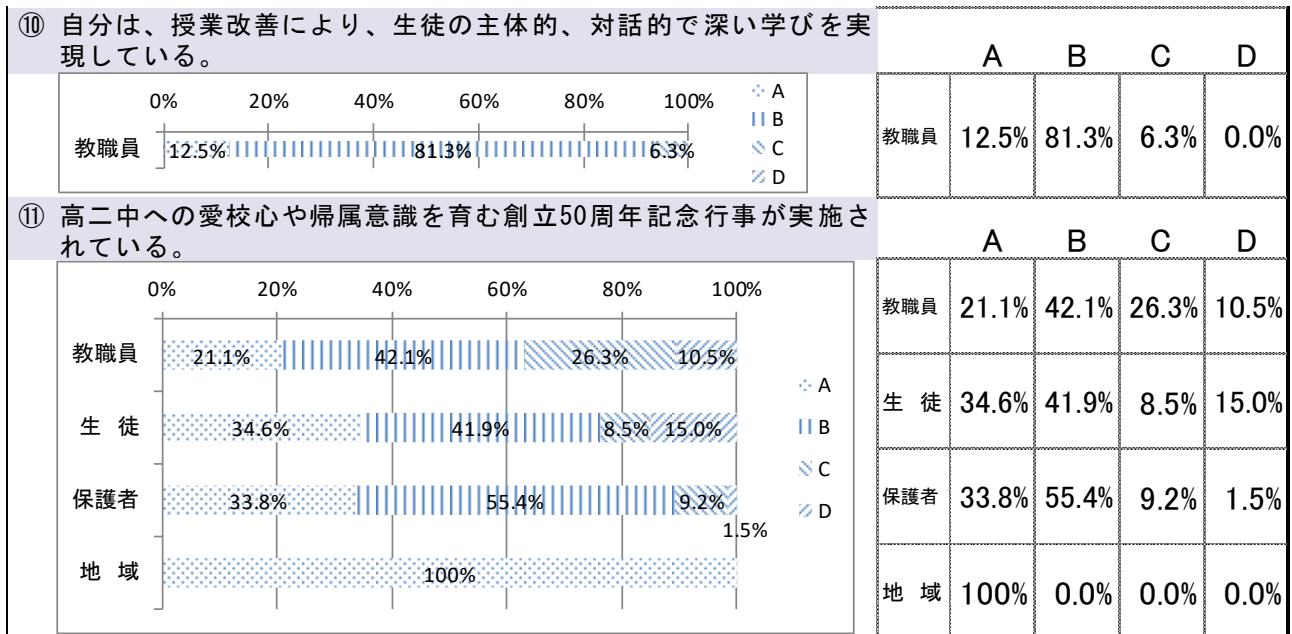 ⑩ 自分は、授業改善により、生徒の主体的、対話的で深い学びを実
現している。
A B C D
0% 20% 40% 60% 80% 100%
教職員 12.5% 81.3% 6.3%
A
B
C
D
教職員 12.5% 81.3% 6.3% 0.0%
⑪ 高二中への愛校心や帰属意識を育む創立50周年記念行事が実施さ
れている。
A B C D
0% 20% 40% 60% 80% 100%
教職員 21.1% 42.1% 26.3% 10.5%
生 徒 34.6% 41.9% 8.5% 15.0%
保護者 33.8% 55.4% 9.2%
1.5%
地 域 100%
A
B
C
D
教職員 21.1% 42.1% 26.3% 10.5%
生 徒 34.6% 41.9% 8.5% 15.0%
保護者 33.8% 55.4% 9.2% 1.5%
地 域 100% 0.0% 0.0% 0.0%